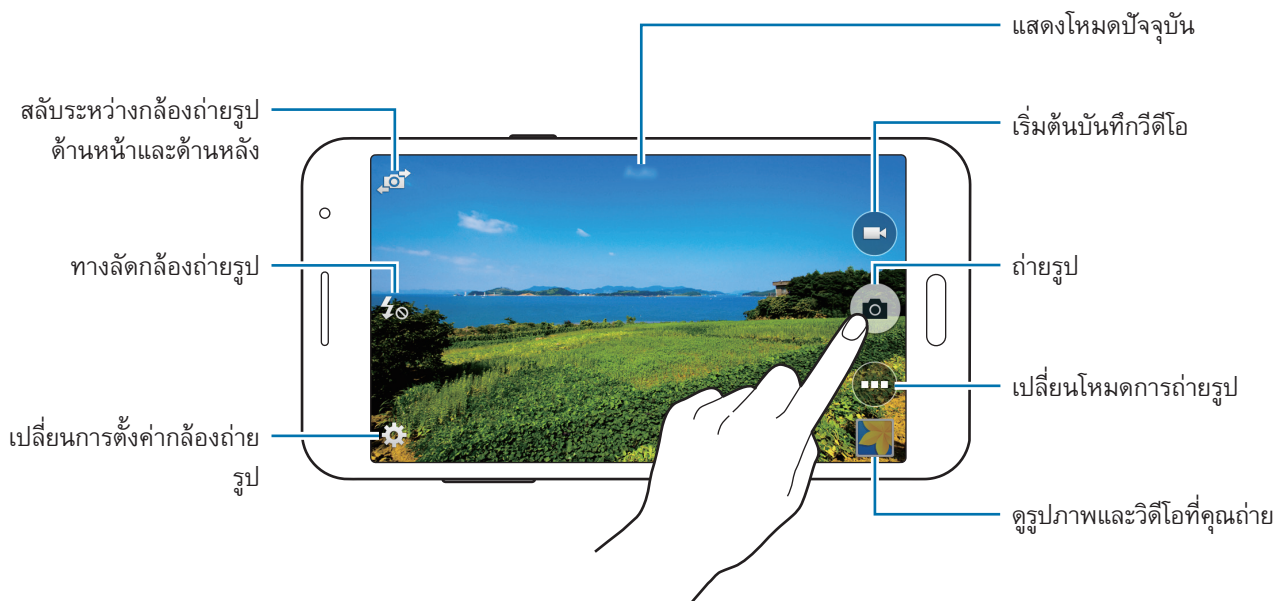 แสดงโหมดปัจจุบัน
สลับระหว่างกล้องถ่ายรูป
ด้านหน้าและด้านหลัง
เริ่มต้นบันทึกวีดีโอ
ทางลัดกล้องถ่ายรูป
ถ่ายรูป
เปลี่ยนโหมดการถ่ายรูป
เปลี่ยนการตั้งค่ากล้องถ่าย
รูป
ดูรูปภาพและวิดีโอที่คุณถ่าย